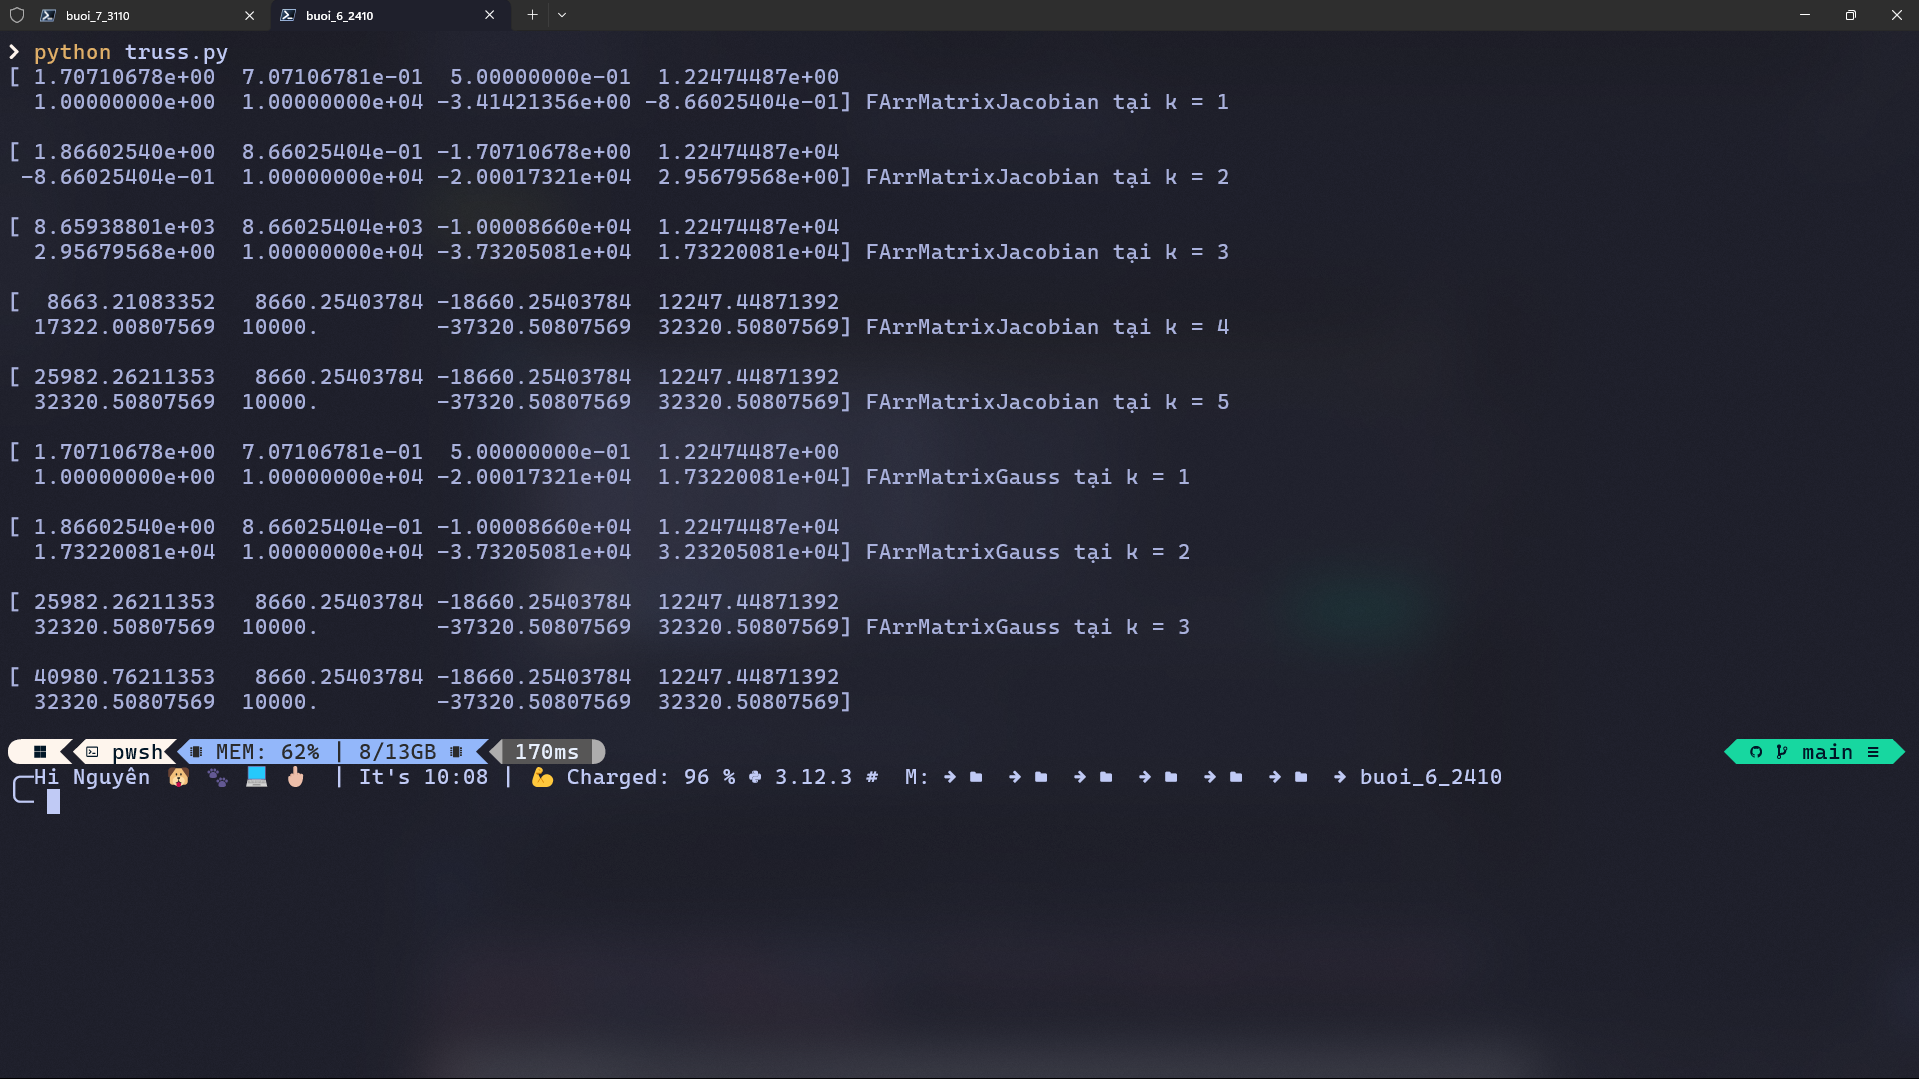 buoi_7_3110
buoi_6_2410
❯ python truss.py
[ 1.70710678e+00  7.07106781e-01  5.00000000e-01  1.22474487e+00
  1.00000000e+00  1.00000000e+04 -3.41421356e+00 -8.66025404e-01] FArrMatrixJacobian tại k = 1
[ 1.86602540e+00  8.66025404e-01 -1.70710678e+00  1.22474487e+04
 -8.66025404e-01  1.00000000e+04 -2.00017321e+04  2.95679568e+00] FArrMatrixJacobian tại k = 2
[ 8.65938801e+03  8.66025404e+03 -1.00008660e+04  1.22474487e+04
  2.95679568e+00  1.00000000e+04 -3.73205081e+04  1.73220081e+04] FArrMatrixJacobian tại k = 3
[  8663.21083352   8660.25403784 -18660.25403784  12247.44871392
  17322.00807569  10000.         -37320.50807569  32320.50807569] FArrMatrixJacobian tại k = 4
[ 25982.26211353   8660.25403784 -18660.25403784  12247.44871392
  32320.50807569  10000.         -37320.50807569  32320.50807569] FArrMatrixJacobian tại k = 5
[ 1.70710678e+00  7.07106781e-01  5.00000000e-01  1.22474487e+00
  1.00000000e+00  1.00000000e+04 -2.00017321e+04  1.73220081e+04] FArrMatrixGauss tại k = 1
[ 1.86602540e+00  8.66025404e-01 -1.00008660e+04  1.22474487e+04
  1.73220081e+04  1.00000000e+04 -3.73205081e+04  3.23205081e+04] FArrMatrixGauss tại k = 2
[ 25982.26211353   8660.25403784 -18660.25403784  12247.44871392
  32320.50807569  10000.         -37320.50807569  32320.50807569] FArrMatrixGauss tại k = 3
[ 40980.76211353   8660.25403784 -18660.25403784  12247.44871392
  32320.50807569  10000.         -37320.50807569  32320.50807569]
pwsh MEM: 62% | 8/13GB 170ms main ≡
Hi Nguyên | It's 10:08 | 💪 Charged: 96 % 3.12.3 # M: → → → → → → → buoi_6_2410